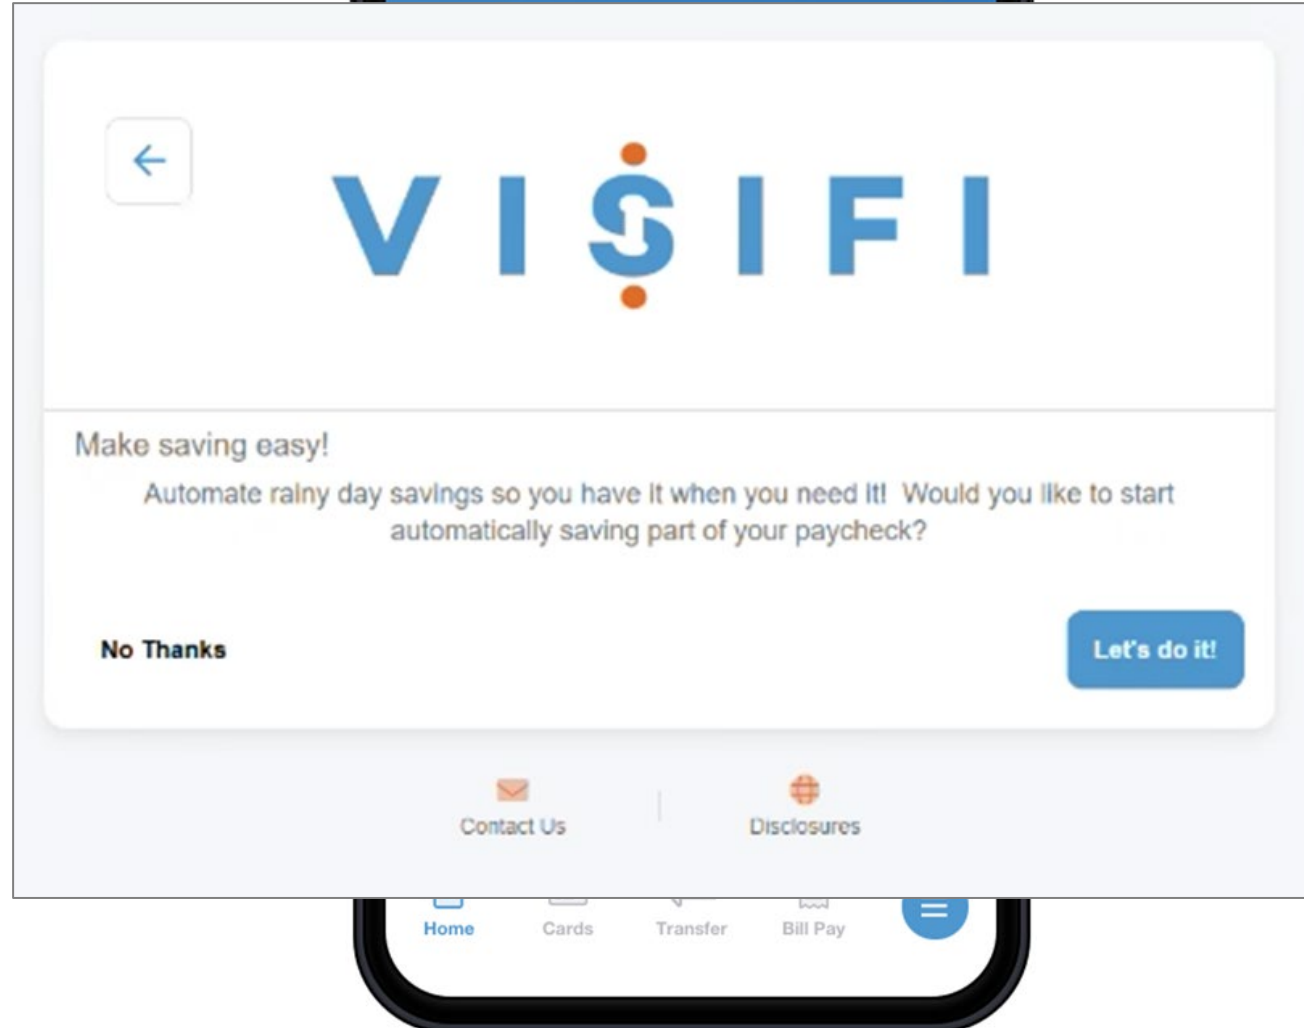 VISIFI
Make saving easy!
Automate rainy day savings so you have it when you need it!  Would you like to start
automatically saving part of your paycheck?
No Thanks
Let's do it!
Contact Us
Disclosures
Home
Cards
Transfer
Bill Pay